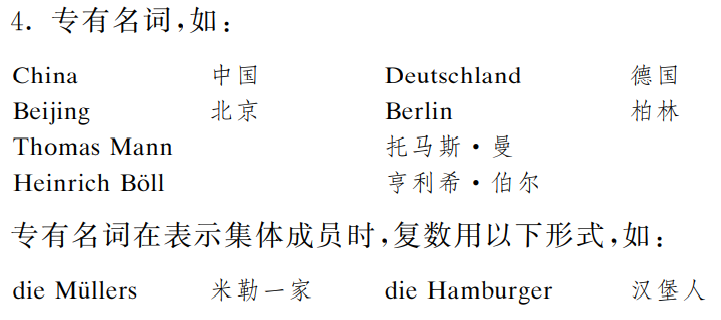 4. 专有名词,如:
China 中国 Deutschland 德国
Beijing 北京 Berlin 柏林
Thomas Mann 托马斯·曼
Heinrich Böll 亨利希·伯尔
专有名词在表示集体成员时,复数用以下形式,如:
die Müllers 米勒一家 die Hamburger 汉堡人